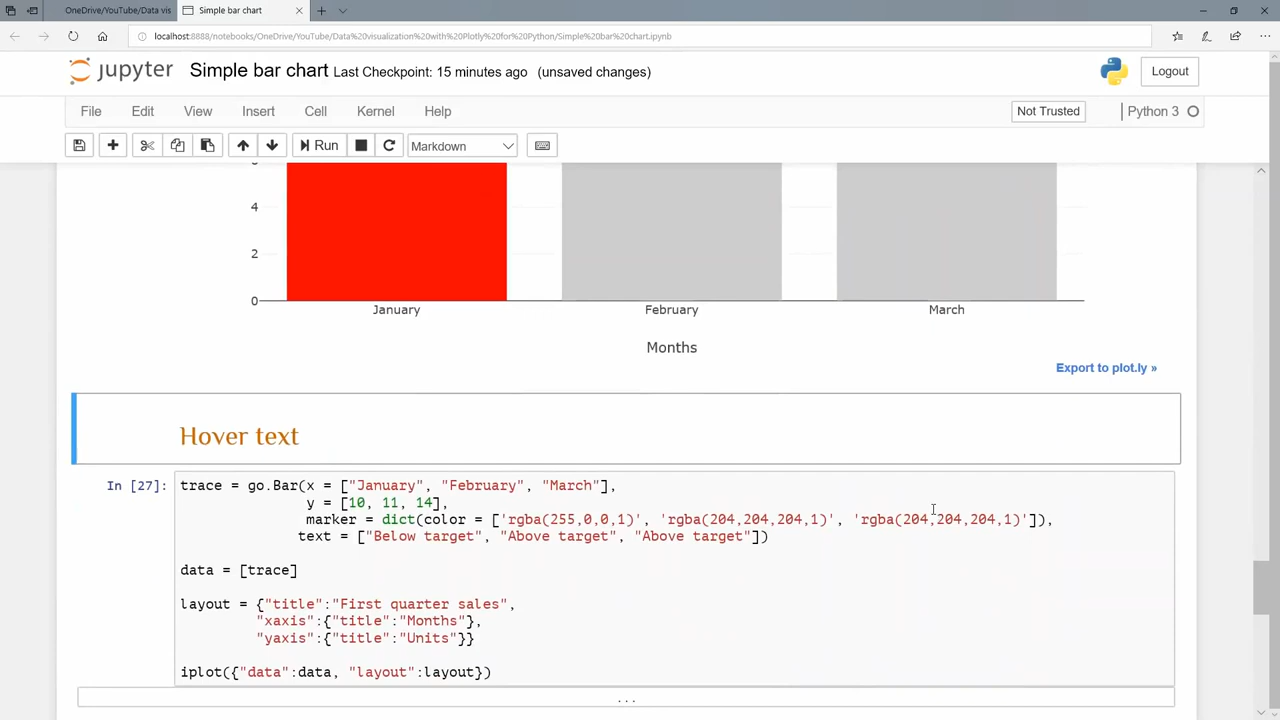 OneDrive/YouTube/Data vis
Simple bar chart
localhost:8888/notebooks/OneDrive/YouTube/Data%20visualization%20with%20Plotly%20for%20Python/Simple%20bar%20chart.ipynb
jupyter Simple bar chart Last Checkpoint: 15 minutes ago (unsaved changes)
Logout
File Edit View Insert Cell Kernel Help
Not Trusted
Python 3
Run
Markdown
4
2
0
January February March
Months
Export to plot.ly »
Hover text
In [27]:
trace = go.Bar(x = ["January", "February", "March"],
y = [10, 11, 14],
marker = dict(color = ['rgba(255,0,0,1)', 'rgba(204,204,204,1)', 'rgba(204,204,204,1)']),
text = ["Below target", "Above target", "Above target"])
data = [trace]
layout = {"title":"First quarter sales",
"xaxis":{"title":"Months"},
"yaxis":{"title":"Units"}}
iplot({"data":data, "layout":layout})
...